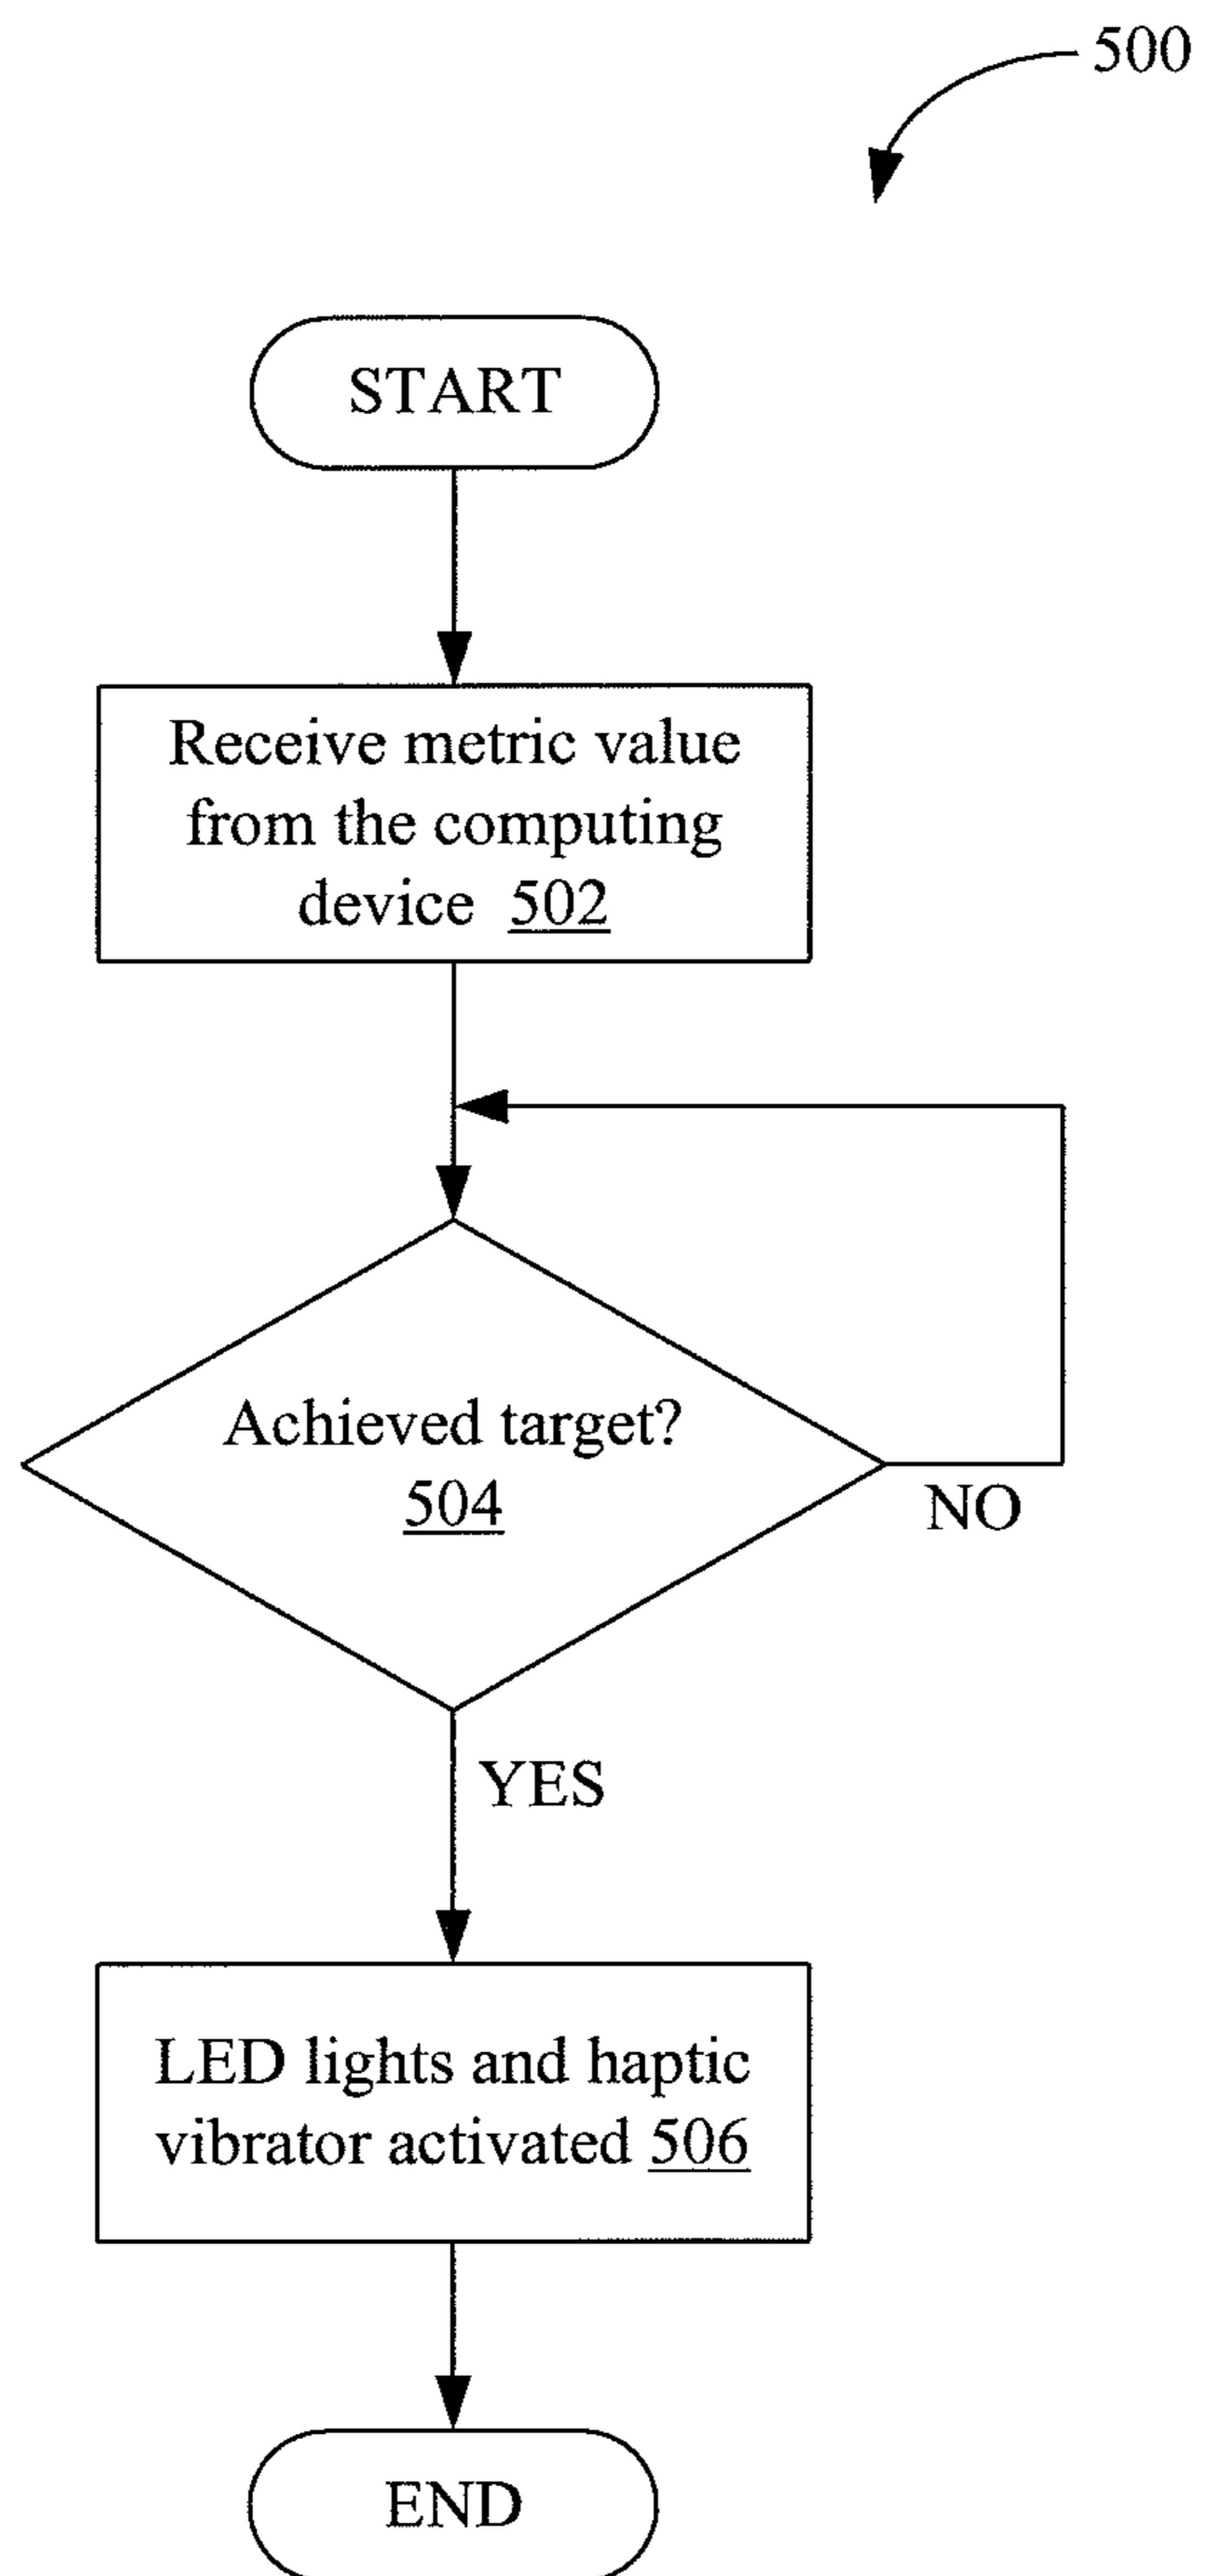 500
START
Receive metric value
from the computing
device 502
Achieved target?
504
NO
YES
LED lights and haptic
vibrator activated 506
END